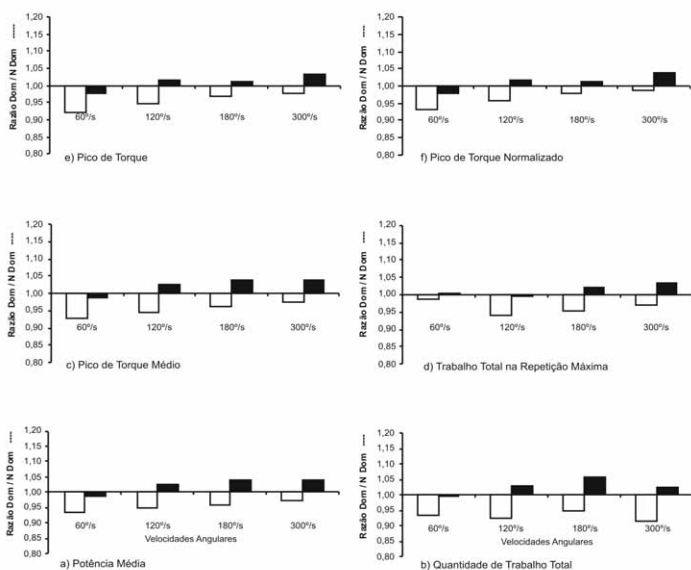 Razão Dom / N Dom ----
1,20
1,15
1,10
1,05
1,00
0,95
0,90
0,85
0,80
60º/s
120º/s
180º/s
300º/s
e) Pico de Torque
Razão Dom / N Dom ----
1,20
1,15
1,10
1,05
1,00
0,95
0,90
0,85
0,80
60º/s
120º/s
180º/s
300º/s
f) Pico de Torque Normalizado
Razão Dom / N Dom ----
1,20
1,15
1,10
1,05
1,00
0,95
0,90
0,85
0,80
60º/s
120º/s
180º/s
300º/s
c) Pico de Torque Médio
Razão Dom / N Dom ----
1,20
1,15
1,10
1,05
1,00
0,95
0,90
0,85
0,80
60º/s
120º/s
180º/s
300º/s
d) Trabalho Total na Repetição Máxima
Razão Dom / N Dom ----
1,20
1,15
1,10
1,05
1,00
0,95
0,90
0,85
0,80
60º/s
120º/s
180º/s
300º/s
Velocidades Angulares
a) Potência Média
Razão Dom / N Dom ----
1,20
1,15
1,10
1,05
1,00
0,95
0,90
0,85
0,80
60º/s
120º/s
180º/s
300º/s
Velocidades Angulares
b) Quantidade de Trabalho Total